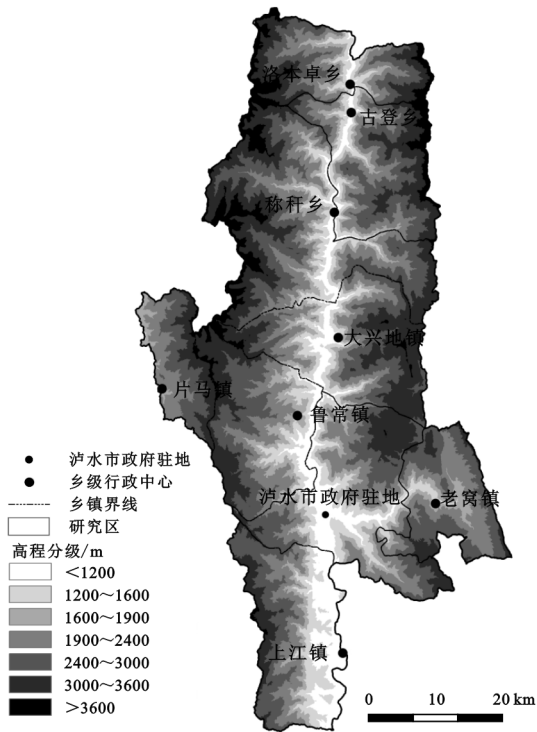 洛本卓乡
古登乡
称秆乡
大兴地镇
片马镇
鲁常镇
泸水市政府驻地
乡级行政中心
泸水市政府驻地
老窝镇
乡镇界线
研究区
高程分级/m
<1200
1200~1600
1600~1900
1900~2400
上江镇
2400~3000
3000~3600
0 10 20 km
>3600